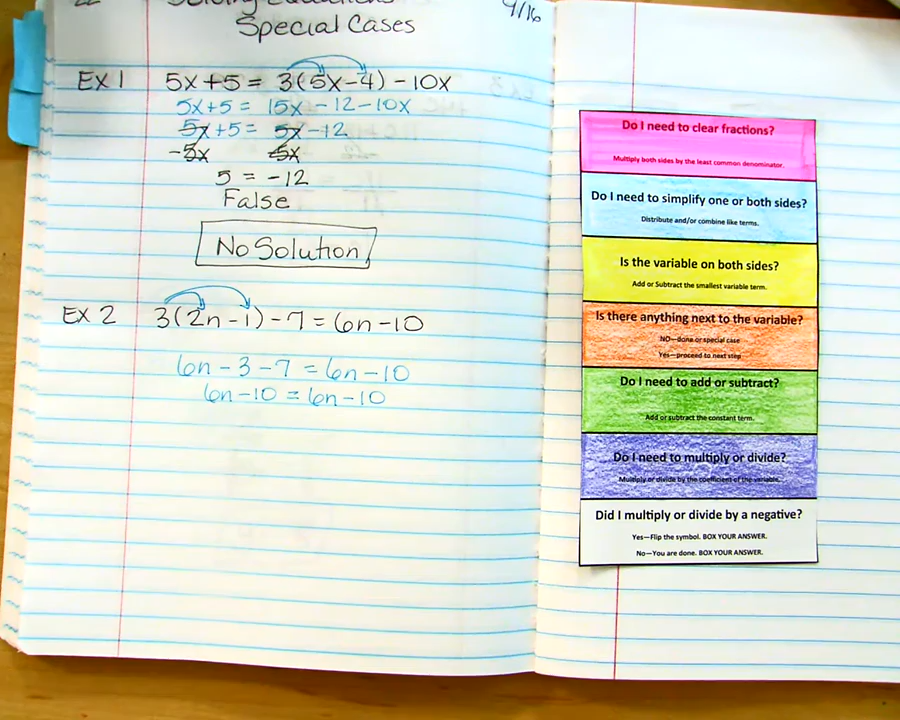 Solving Equations
Special Cases
9/16
Ex 1 5x+5 = 3(5x-4) - 10x
5x+5 = 15x - 12 - 10x
5x +5 = 5x - 12
-5x -5x
5 = -12
False
No Solution
Ex 2 3(2n - 1) - 7 = 6n - 10
6n - 3 - 7 = 6n - 10
6n - 10 = 6n - 10
Do I need to clear fractions?
Multiply both sides by the least common denominator.
Do I need to simplify one or both sides?
Distribute and/or combine like terms.
Is the variable on both sides?
Add or Subtract the smallest variable term.
Is there anything next to the variable?
NO—done or special case
Yes—proceed to next step
Do I need to add or subtract?
Add or subtract the constant term.
Do I need to multiply or divide?
Multiply or divide by the coefficient of the variable.
Did I multiply or divide by a negative?
Yes—Flip the symbol. BOX YOUR ANSWER.
No—You are done. BOX YOUR ANSWER.